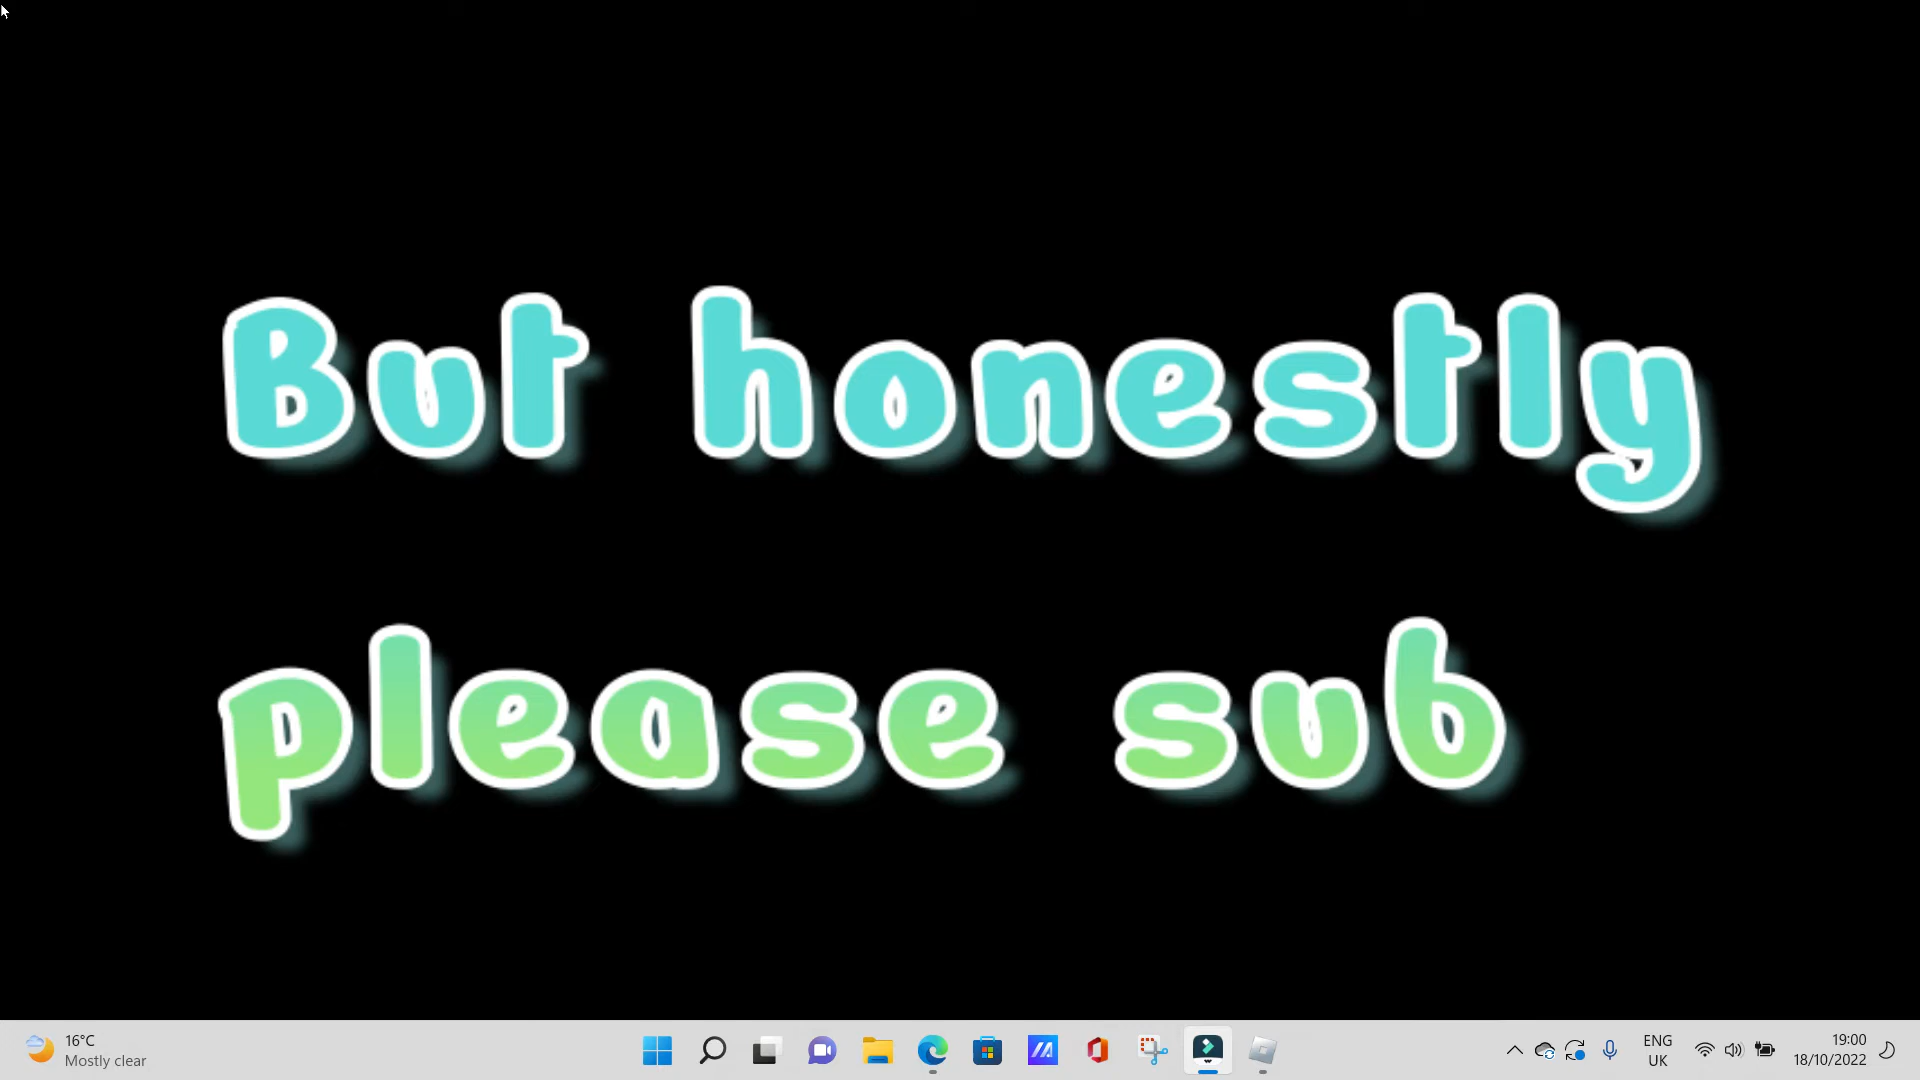 But honestly
please sub
16°C
Mostly clear
ENG
UK
19:00
18/10/2022